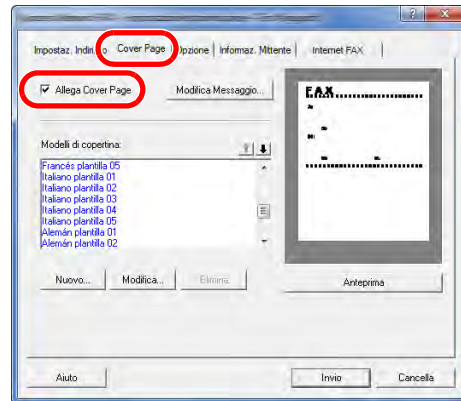 Impostaz. Indirizzo Cover Page Opzione Informaz. Mittente Internet FAX
Allega Cover Page Modifica Messaggio...
FAX
Modelli di copertina:
Francés plantilla 05
Italiano plantilla 01
Italiano plantilla 02
Italiano plantilla 03
Italiano plantilla 04
Italiano plantilla 05
Alemán plantilla 01
Alemán plantilla 02
Nuovo... Modifica... Elimina Anteprima
Aiuto Invio Cancella